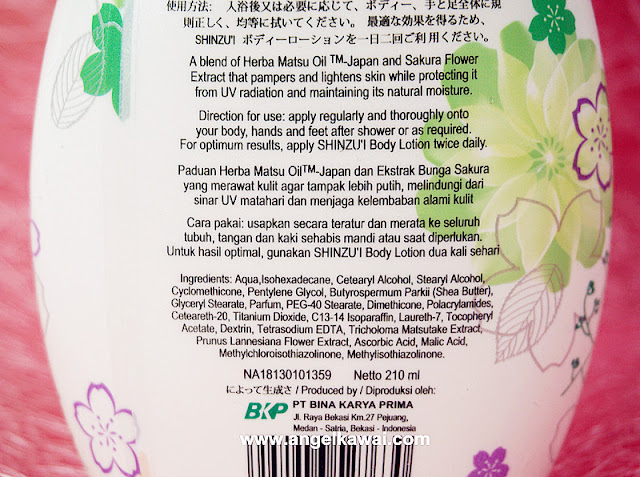 使用方法： 入浴後又は必要に応じて、ボディー、手と足全体に規
則正しく、均等に拭いてください。 最適な効果を得るため、
SHINZU'I ボディーローションを一日二回ご利用ください。
A blend of Herba Matsu Oil ™-Japan and Sakura Flower
Extract that pampers and lightens skin while protecting it
from UV radiation and maintaining its natural moisture.
Direction for use: apply regularly and thoroughly onto
your body, hands and feet after shower or as required.
For optimum results, apply SHINZU'I Body Lotion twice daily.
Paduan Herba Matsu Oil™-Japan dan Ekstrak Bunga Sakura
yang merawat kulit agar tampak lebih putih, melindungi dari
sinar UV matahari dan menjaga kelembaban alami kulit
Cara pakai: usapkan secara teratur dan merata ke seluruh
tubuh, tangan dan kaki sehabis mandi atau saat diperlukan.
Untuk hasil optimal, gunakan SHINZU'I Body Lotion dua kali sehari
Ingredients: Aqua,Isohexadecane, Cetearyl Alcohol, Stearyl Alcohol,
Cyclomethicone, Pentylene Glycol, Butyrospermum Parkii (Shea Butter),
Glyceryl Stearate, Parfum, PEG-40 Stearate, Dimethicone, Polacrylamides,
Ceteareth-20, Titanium Dioxide, C13-14 Isoparaffin, Laureth-7, Tocopheryl
Acetate, Dextrin, Tetrasodium EDTA, Tricholoma Matsutake Extract,
Prunus Lannesiana Flower Extract, Ascorbic Acid, Malic Acid,
Methylchloroisothiazolinone, Methylisothiazolinone.
NA18130101359 Netto 210 ml
によって生成さ / Produced by / Diproduksi oleh:
BKP PT BINA KARYA PRIMA
Jl. Raya Bekasi Km.27 Pejuang,
Medan - Satria, Bekasi - Indonesia
www.angelkawai.com